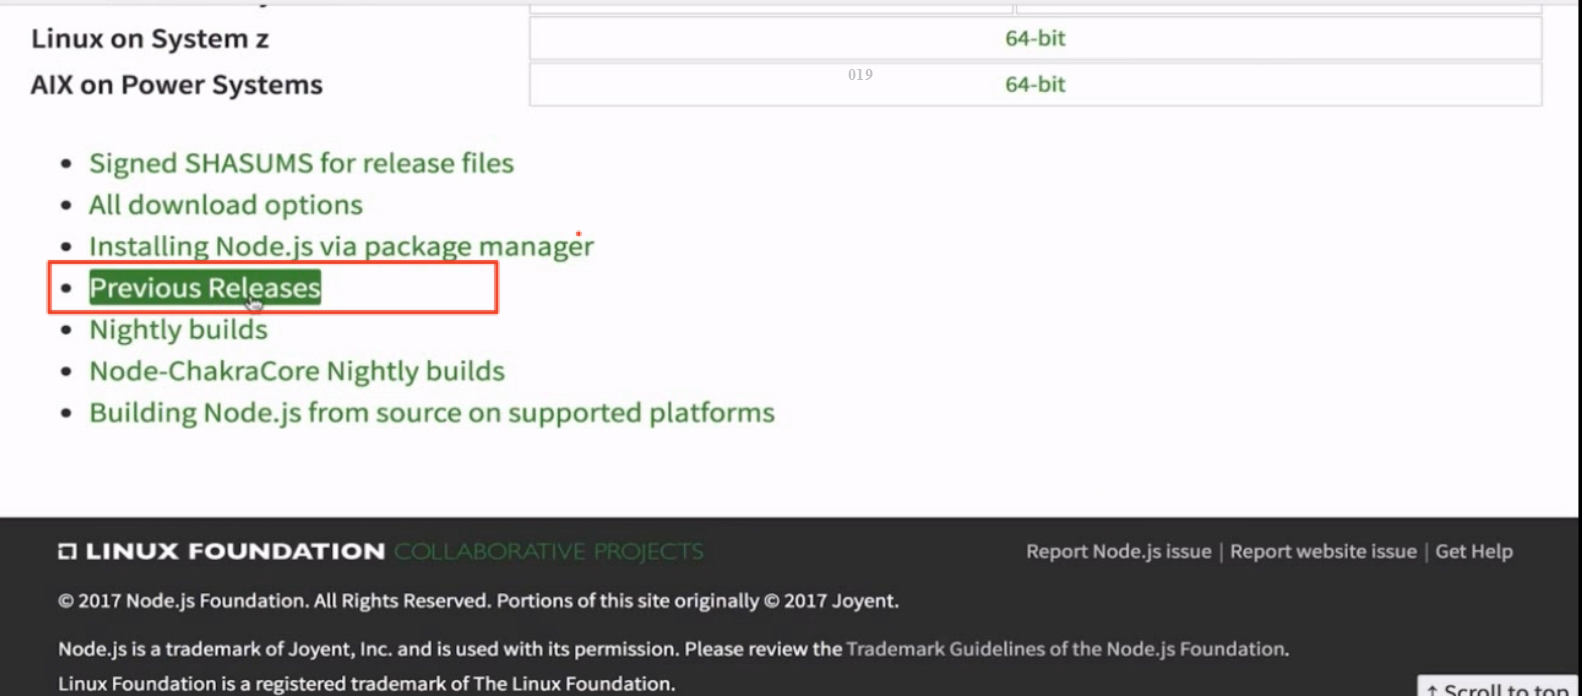 Linux on System z
64-bit
019
AIX on Power Systems
64-bit
Signed SHASUMS for release files
All download options
Installing Node.js via package manager
Previous Releases
Nightly builds
Node-ChakraCore Nightly builds
Building Node.js from source on supported platforms
LINUX FOUNDATION COLLABORATIVE PROJECTS
Report Node.js issue | Report website issue | Get Help
© 2017 Node.js Foundation. All Rights Reserved. Portions of this site originally © 2017 Joyent.
Node.js is a trademark of Joyent, Inc. and is used with its permission. Please review the Trademark Guidelines of the Node.js Foundation.
Linux Foundation is a registered trademark of The Linux Foundation.
↑ Scroll to top